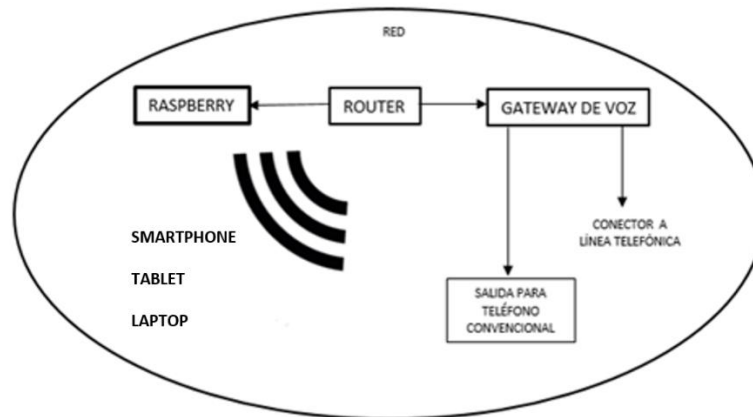 RED
RASPBERRY
ROUTER
GATEWAY DE VOZ
SMARTPHONE
TABLET
LAPTOP
CONECTOR A
LÍNEA TELEFÓNICA
SALIDA PARA
TELÉFONO
CONVENCIONAL